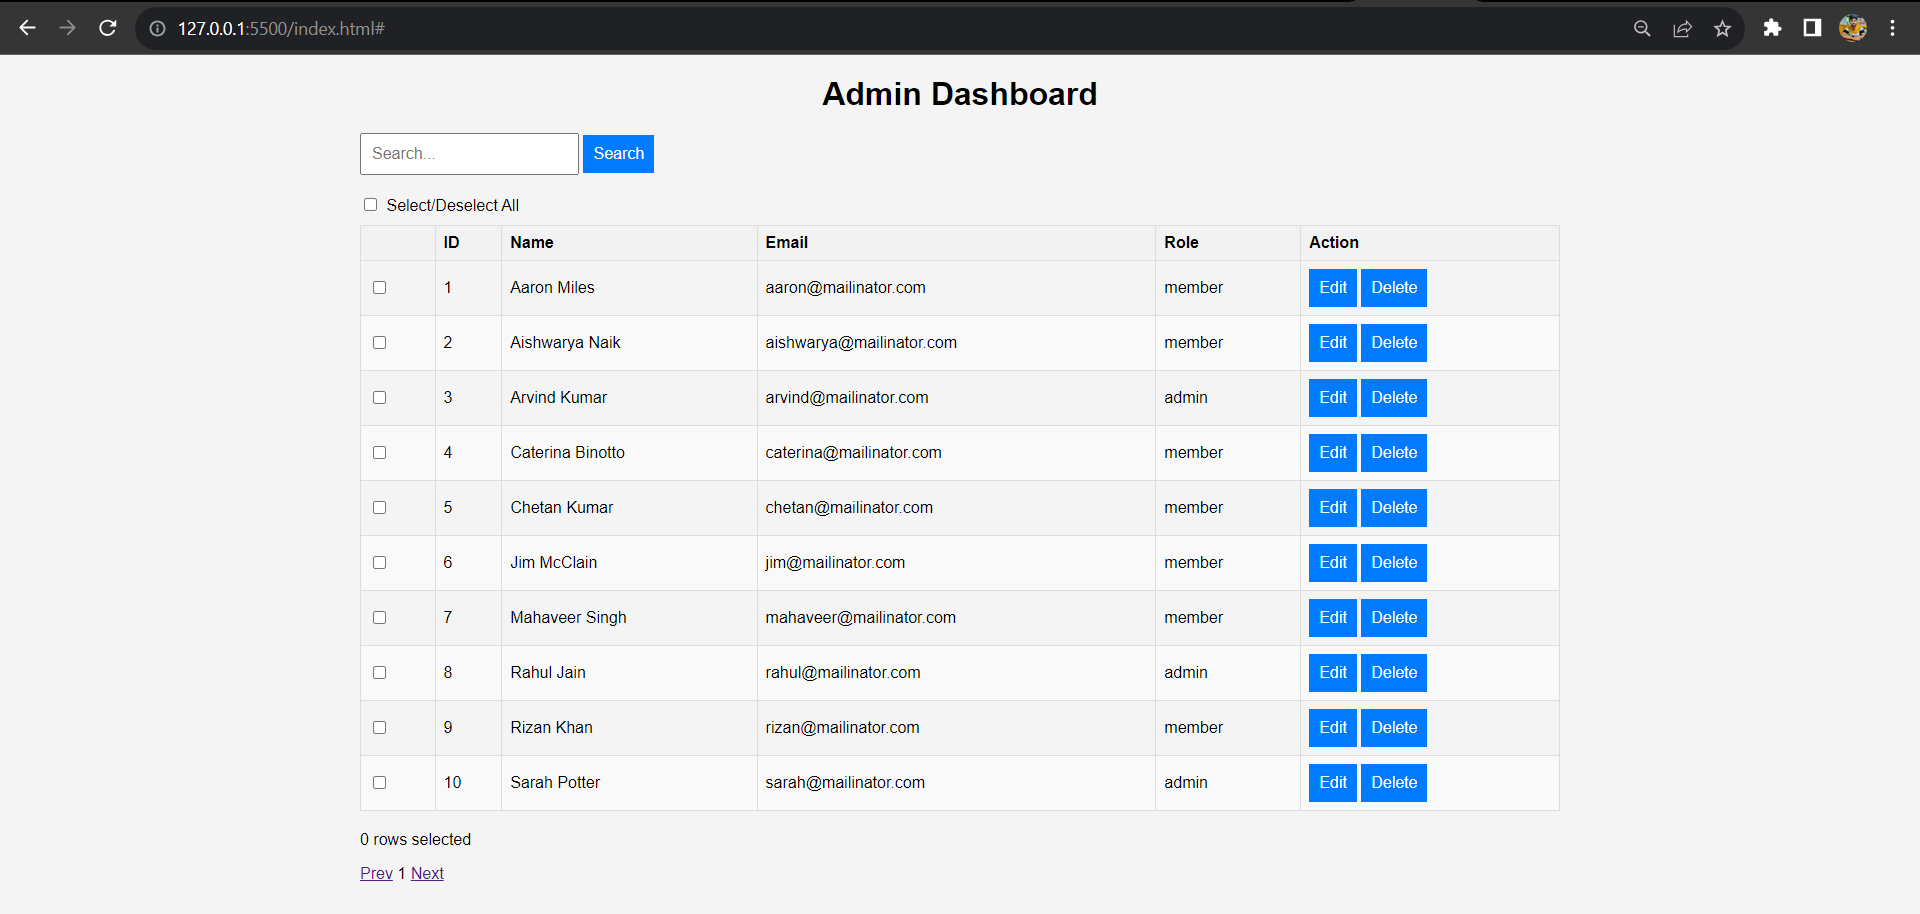 127.0.0.1:5500/index.html#
Admin Dashboard
Search... Search
Select/Deselect All
ID Name Email Role Action
1 Aaron Miles aaron@mailinator.com member Edit Delete
2 Aishwarya Naik aishwarya@mailinator.com member Edit Delete
3 Arvind Kumar arvind@mailinator.com admin Edit Delete
4 Caterina Binotto caterina@mailinator.com member Edit Delete
5 Chetan Kumar chetan@mailinator.com member Edit Delete
6 Jim McClain jim@mailinator.com member Edit Delete
7 Mahaveer Singh mahaveer@mailinator.com member Edit Delete
8 Rahul Jain rahul@mailinator.com admin Edit Delete
9 Rizan Khan rizan@mailinator.com member Edit Delete
10 Sarah Potter sarah@mailinator.com admin Edit Delete
0 rows selected
Prev 1 Next